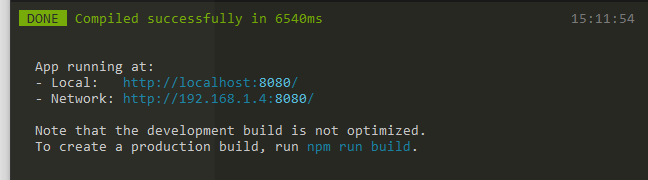 DONE Compiled successfully in 6540ms 15:11:54
App running at:
- Local: http://localhost:8080/
- Network: http://192.168.1.4:8080/
Note that the development build is not optimized.
To create a production build, run npm run build.